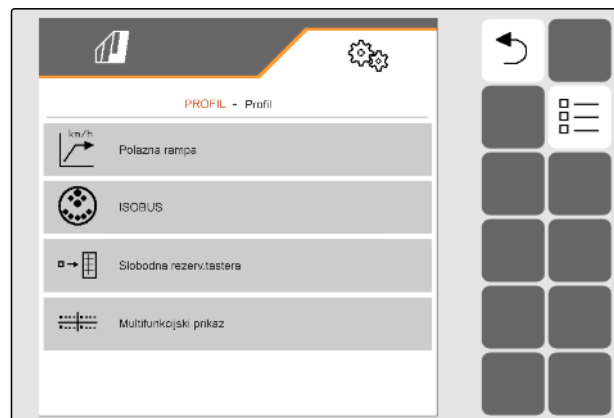 PROFIL - Profil
km/h
Polazna rampa
ISOBUS
Slobodna rezerv.tastera
Multifunkcijski prikaz